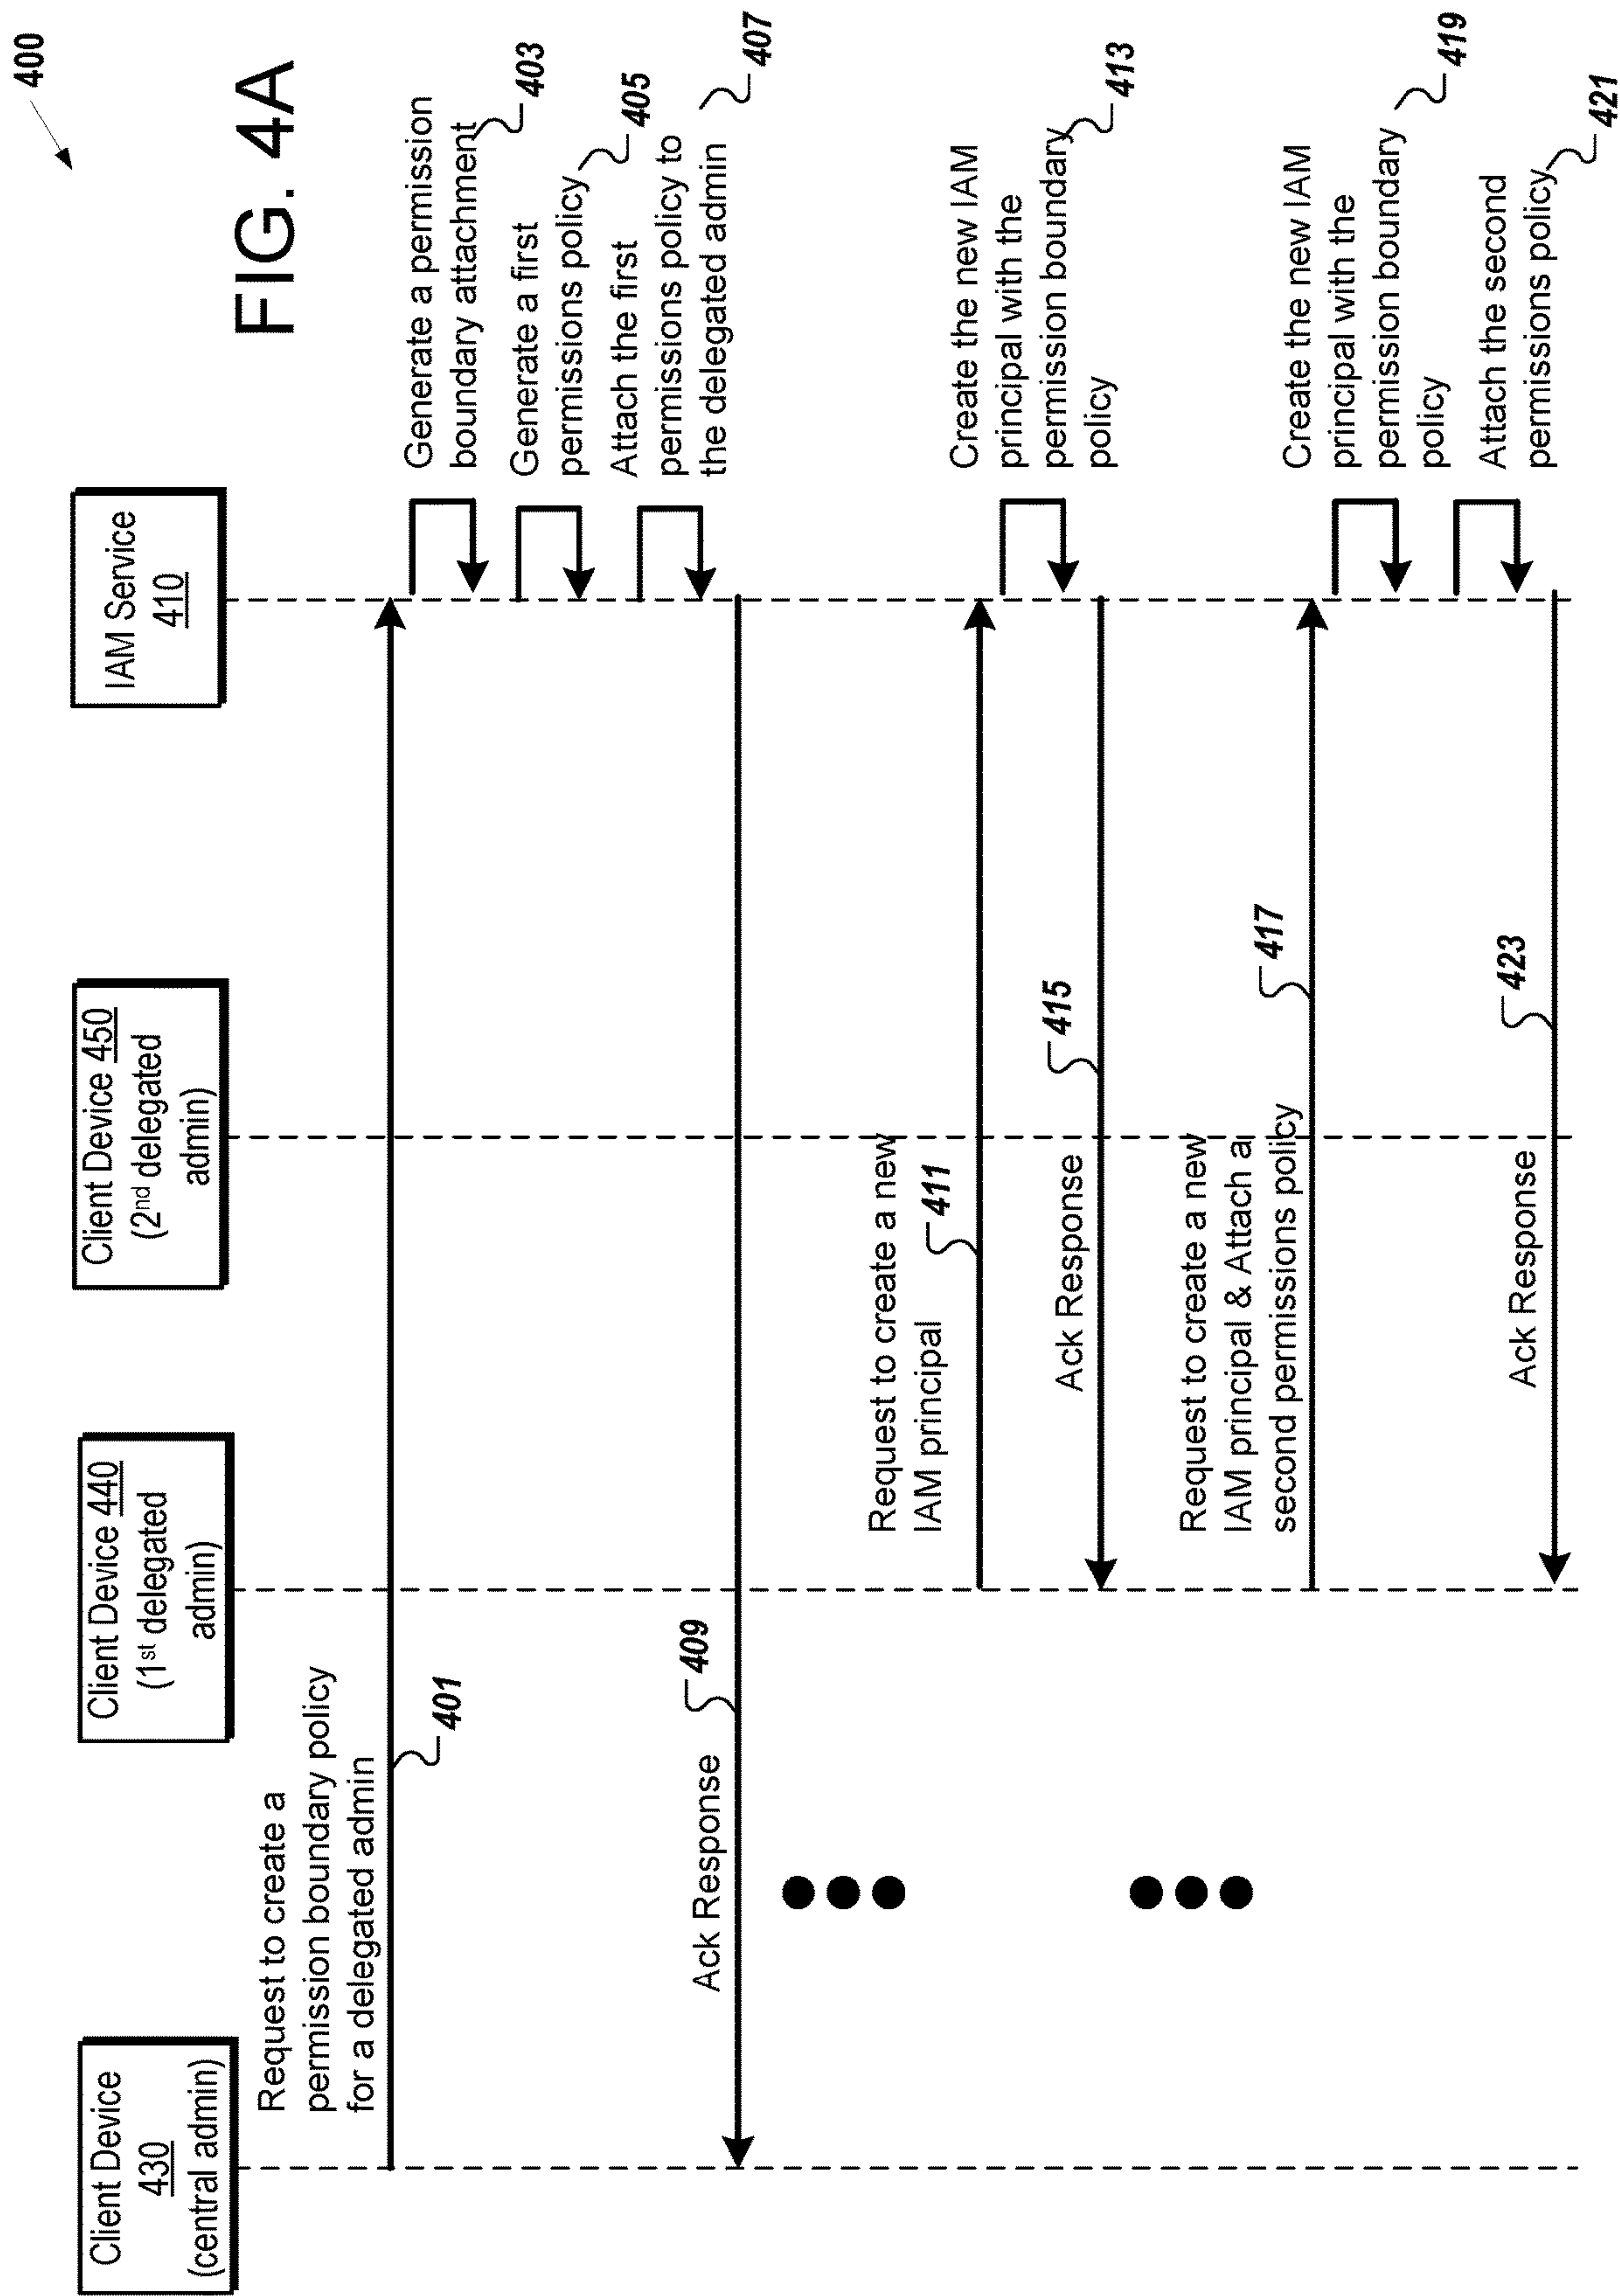 400
FIG. 4A
Client Device
430
(central admin)
Client Device 440
(1st delegated
admin)
Client Device 450
(2nd delegated
admin)
IAM Service
410
Request to create a
permission boundary policy
for a delegated admin
401
Generate a permission
boundary attachment
403
Generate a first
permissions policy
405
Attach the first
permissions policy to
the delegated admin
407
Ack Response
409
Request to create a new
IAM principal
411
Create the new IAM
principal with the
permission boundary
policy
413
Ack Response
415
Request to create a new
IAM principal & Attach a
second permissions policy
417
Create the new IAM
principal with the
permission boundary
policy
419
Attach the second
permissions policy
421
Ack Response
423